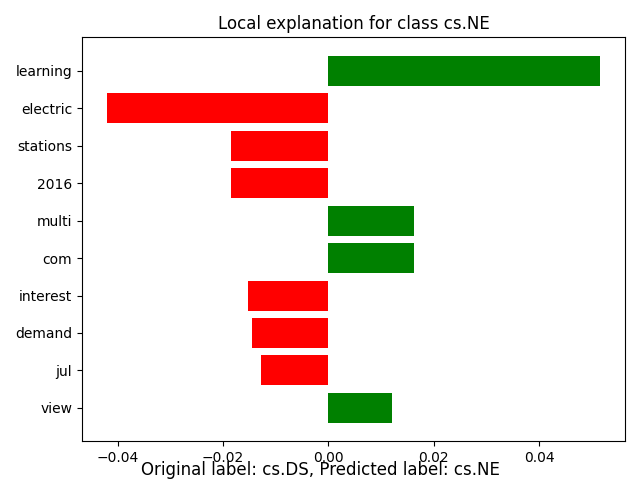 Local explanation for class cs.NE
learning
electric
stations
2016
multi
com
interest
demand
jul
view
−0.04 −0.02 0.00 0.02 0.04
Original label: cs.DS, Predicted label: cs.NE